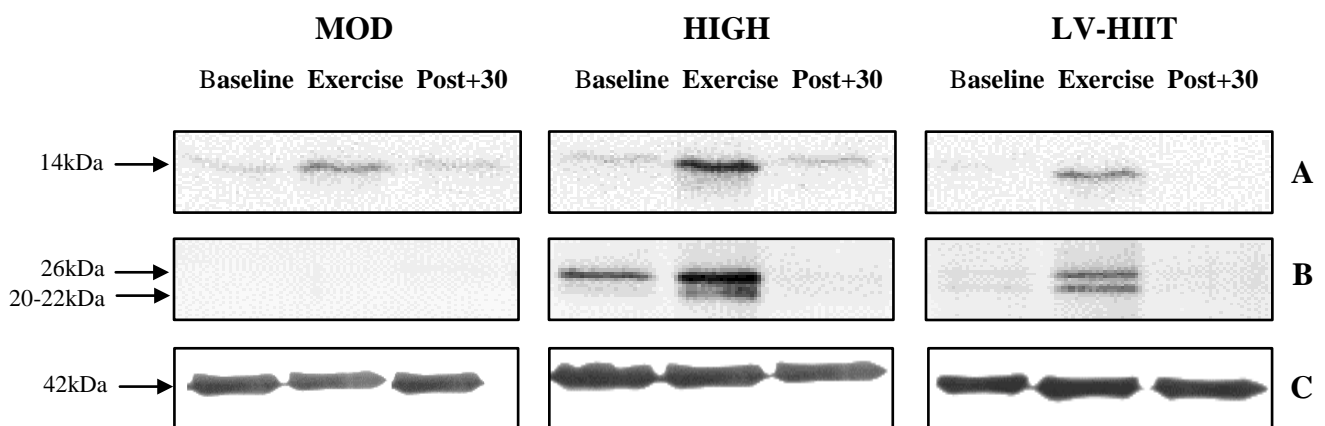 MOD HIGH LV-HIIT
Baseline Exercise Post+30 Baseline Exercise Post+30 Baseline Exercise Post+30
14kDa A
26kDa B
20-22kDa
42kDa C